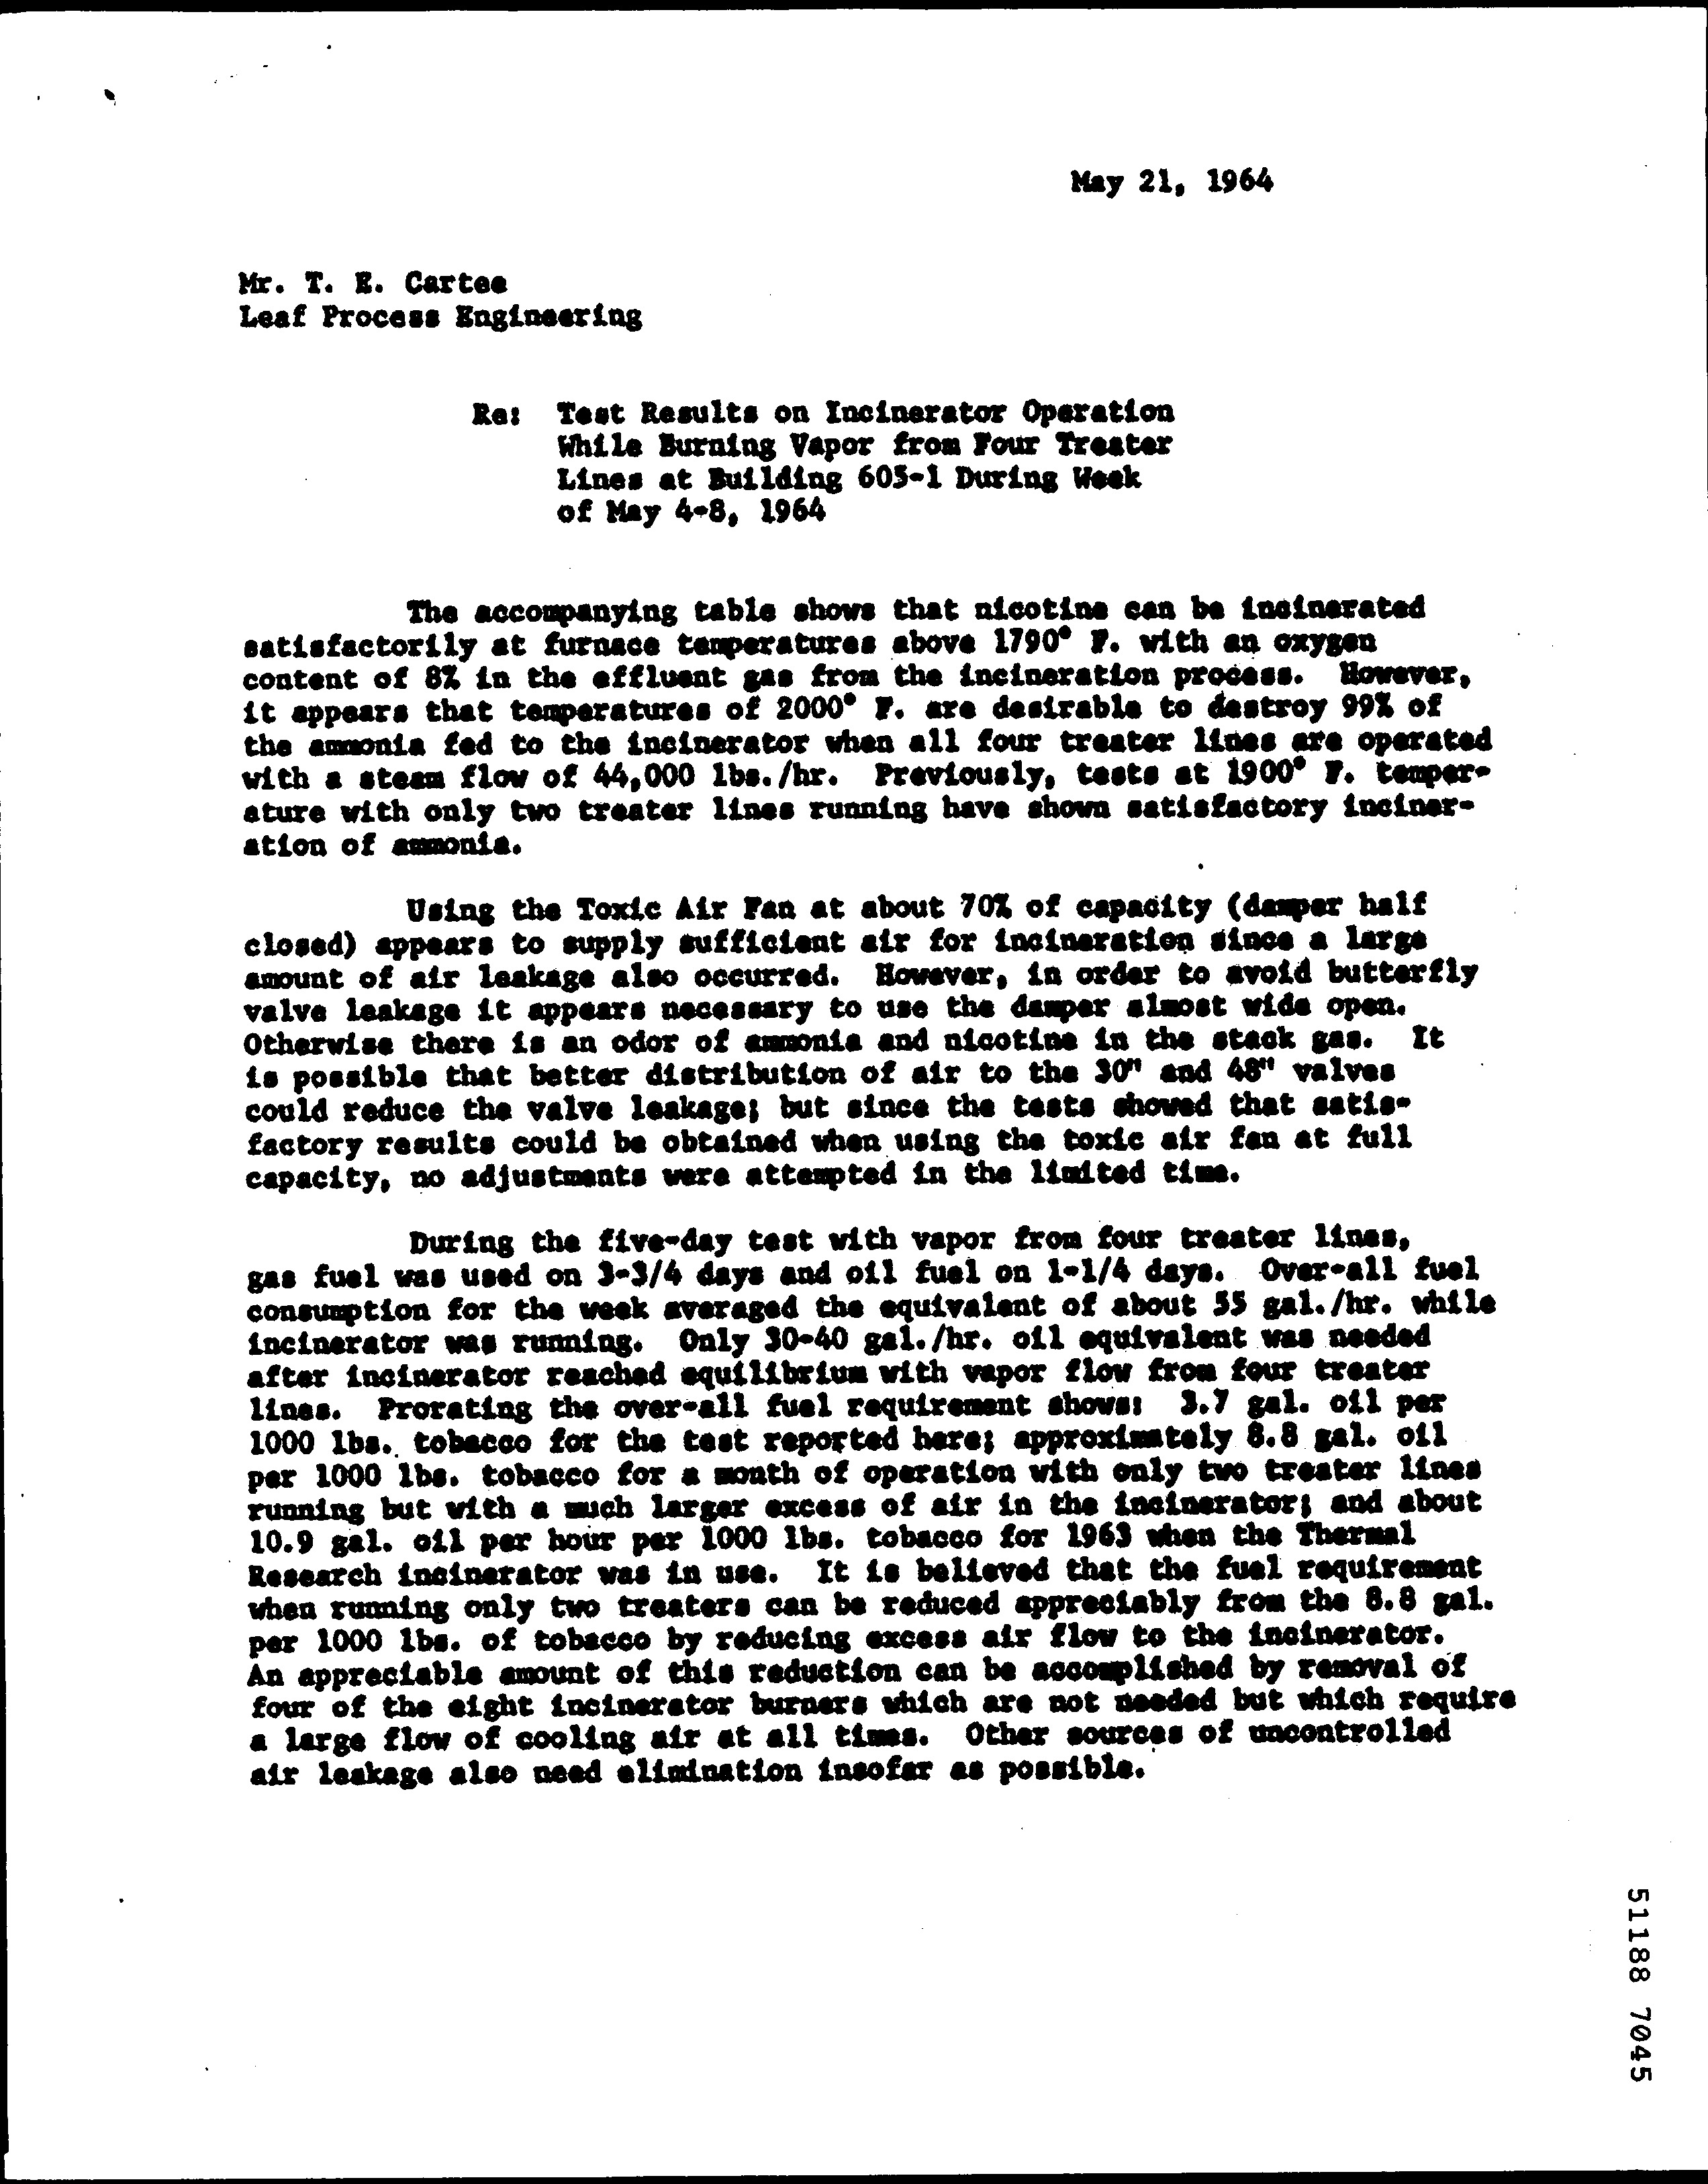 May 21, 1964
Mr. T. E. Cartee
Leaf Process Engineering
Re: Test Results on Incinerator Operation
While Burning Vapor from Four Treater
Lines at Building 605-1 During Week
of May 4-8, 1964
The accompanying table shows that nicotine can be incinerated
satisfactorily at furnace temperatures above 1790° F. with an oxygen
content of 8% in the effluent gas from the incineration process. However,
it appears that temperatures of 2000° F. are desirable to destroy 99% of
the ammonia fed to the incinerator when all four treater lines are operated
with a steam flow of 44,000 lbs./hr. Previously, tests at 1900° F. temper-
ature with only two treater lines running have shown satisfactory inciner-
ation of ammonia.
Using the Toxic Air Fan at about 70% of capacity (damper half
closed) appears to supply sufficient air for incineration since a large
amount of air leakage also occurred. However, in order to avoid butterfly
valve leakage it appears necessary to use the damper almost wide open.
Otherwise there is an odor of ammonia and nicotine in the stack gas. It
is possible that better distribution of air to the 30" and 48" valves
could reduce the valve leakage; but since the tests showed that satis-
factory results could be obtained when using the toxic air fan at full
capacity, no adjustments were attempted in the limited time.
During the five-day test with vapor from four treater lines,
gas fuel was used on 3-3/4 days and oil fuel on 1-1/4 days. Over-all fuel
consumption for the week averaged the equivalent of about 55 gal./hr. while
incinerator was running. Only 30-40 gal./hr. oil equivalent was needed
after incinerator reached equilibrium with vapor flow from four treater
lines. Prorating the over-all fuel requirement shows: 3.7 gal. oil per
1000 lbs. tobacco for the test reported here; approximately 8.8 gal. oil
per 1000 lbs. tobacco for a month of operation with only two treater lines
running but with a much larger excess of air in the incinerator; and about
10.9 gal. oil per hour per 1000 lbs. tobacco for 1963 when the Thermal
Research incinerator was in use. It is believed that the fuel requirement
when running only two treaters can be reduced appreciably from the 8.8 gal.
per 1000 lbs. of tobacco by reducing excess air flow to the incinerator.
An appreciable amount of this reduction can be accomplished by removal of
four of the eight incinerator burners which are not needed but which require
a large flow of cooling air at all times. Other sources of uncontrolled
air leakage also need elimination insofar as possible.
51188 7045